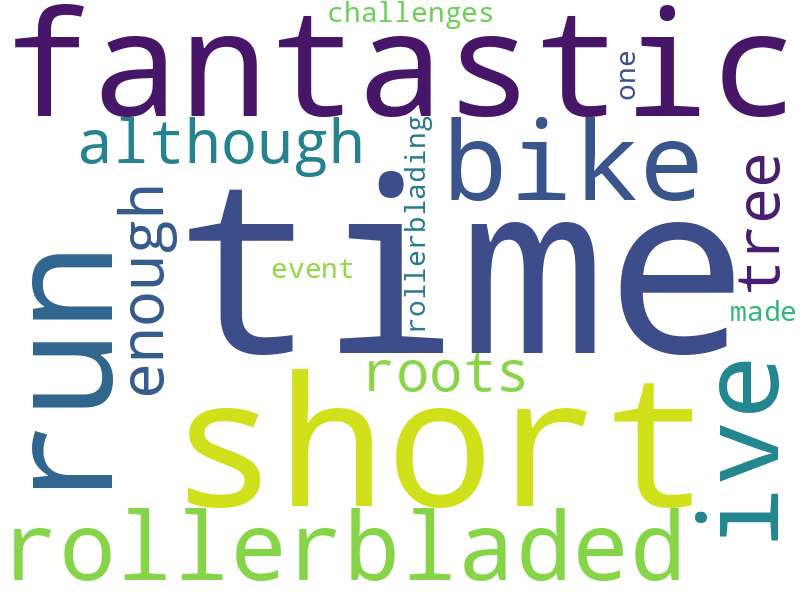 challenges
fantastic
one
although
rollerblading
bike
tree
enough
time
run
event
made
roots
short
ive
rollerbladed